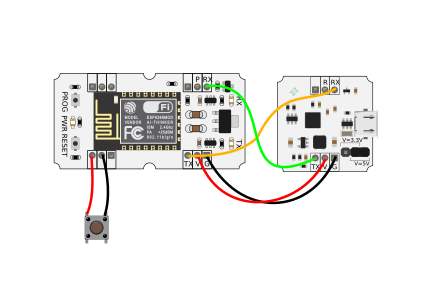 PROG PWR RESET
P RX
RX
TX
TX V G
MODEL ESP8266MOD
VENDOR AI-THINKER
ISM 2.4GHz
PA +25dBm
802.11b/g/n
Wi Fi
FC
R RX
V=3.3V
V=5V
TX V G